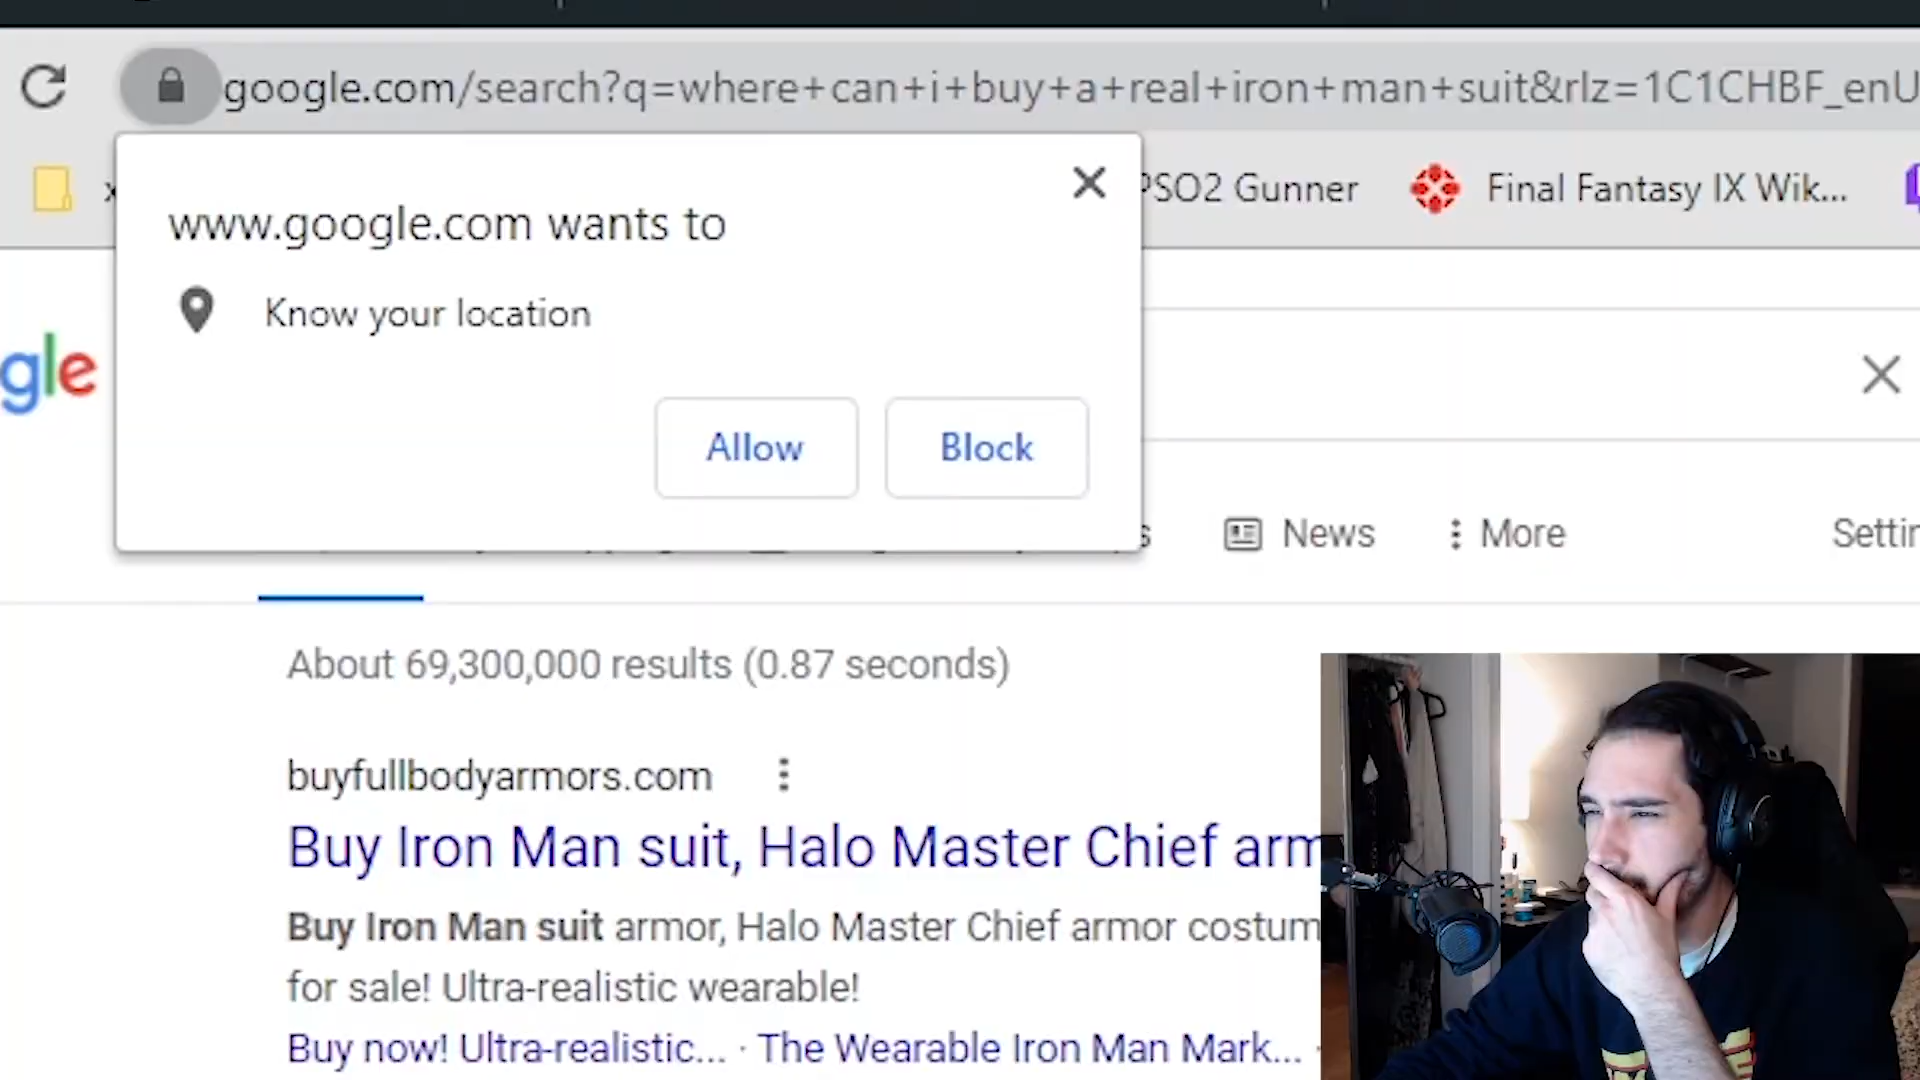 google.com/search?q=where+can+i+buy+a+real+iron+man+suit&rlz=1C1CHBF_enU
PSO2 Gunner
Final Fantasy IX Wik...
www.google.com wants to
Know your location
gle
Allow
Block
News
More
Settin
About 69,300,000 results (0.87 seconds)
buyfullbodyarmors.com
Buy Iron Man suit, Halo Master Chief arm
Buy Iron Man suit armor, Halo Master Chief armor costum
for sale! Ultra-realistic wearable!
Buy now! Ultra-realistic... · The Wearable Iron Man Mark... ·